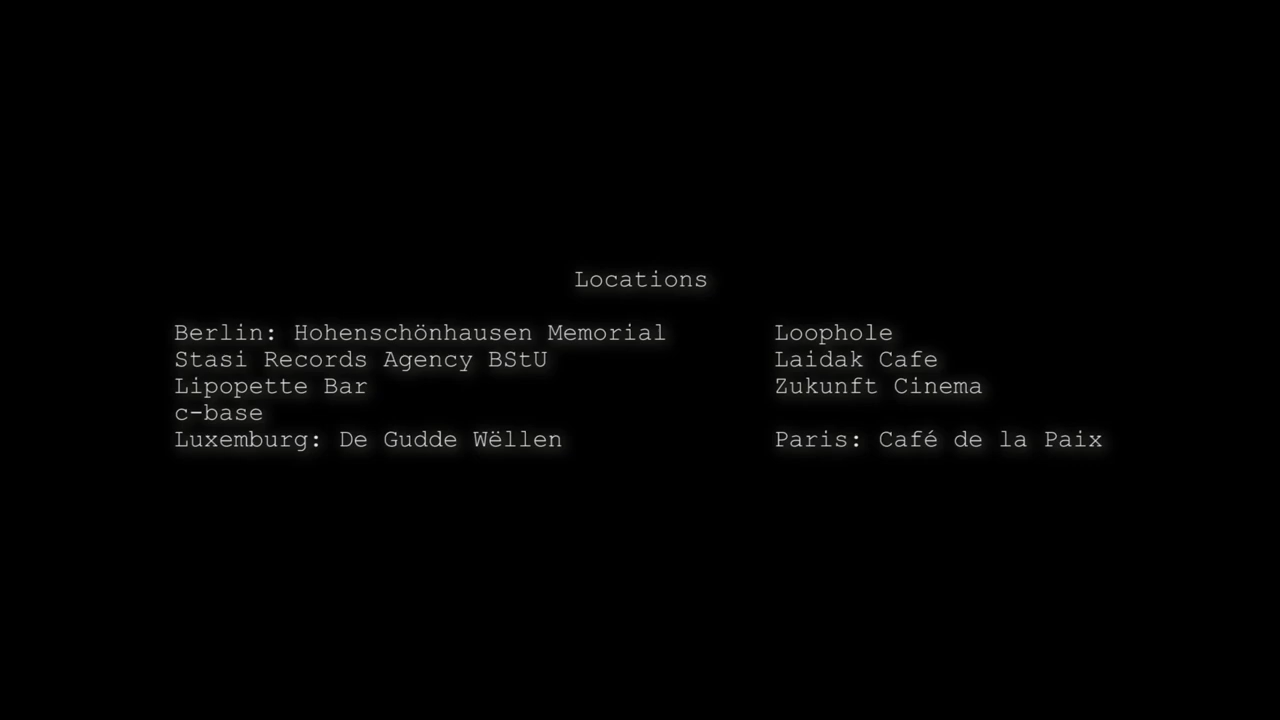 Locations
Berlin: Hohenschönhausen Memorial
Stasi Records Agency BStU
Lipopette Bar
c-base
Luxemburg: De Gudde Wëllen
Loophole
Laidak Cafe
Zukunft Cinema
Paris: Café de la Paix